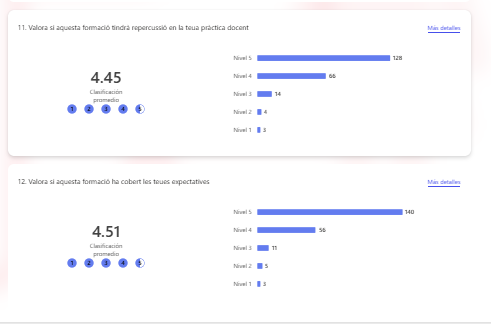 11. Valora si aquesta formació tindrà repercussió en la teua pràctica docent
Más detalles
4.45
Clasificación
promedio
1 2 3 4 5
Nivel 5 128
Nivel 4 66
Nivel 3 14
Nivel 2 4
Nivel 1 3
12. Valora si aquesta formació ha cobert les teues expectatives
Más detalles
4.51
Clasificación
promedio
1 2 3 4 5
Nivel 5 140
Nivel 4 56
Nivel 3 11
Nivel 2 5
Nivel 1 3